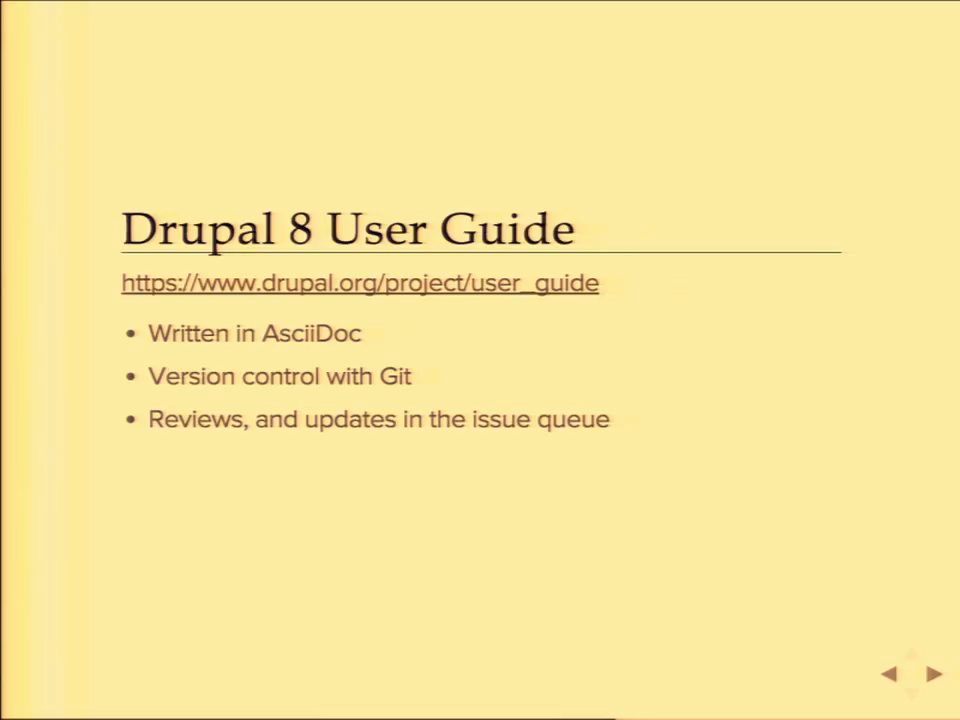 Drupal 8 User Guide
https://www.drupal.org/project/user_guide
• Written in AsciiDoc
• Version control with Git
• Reviews, and updates in the issue queue